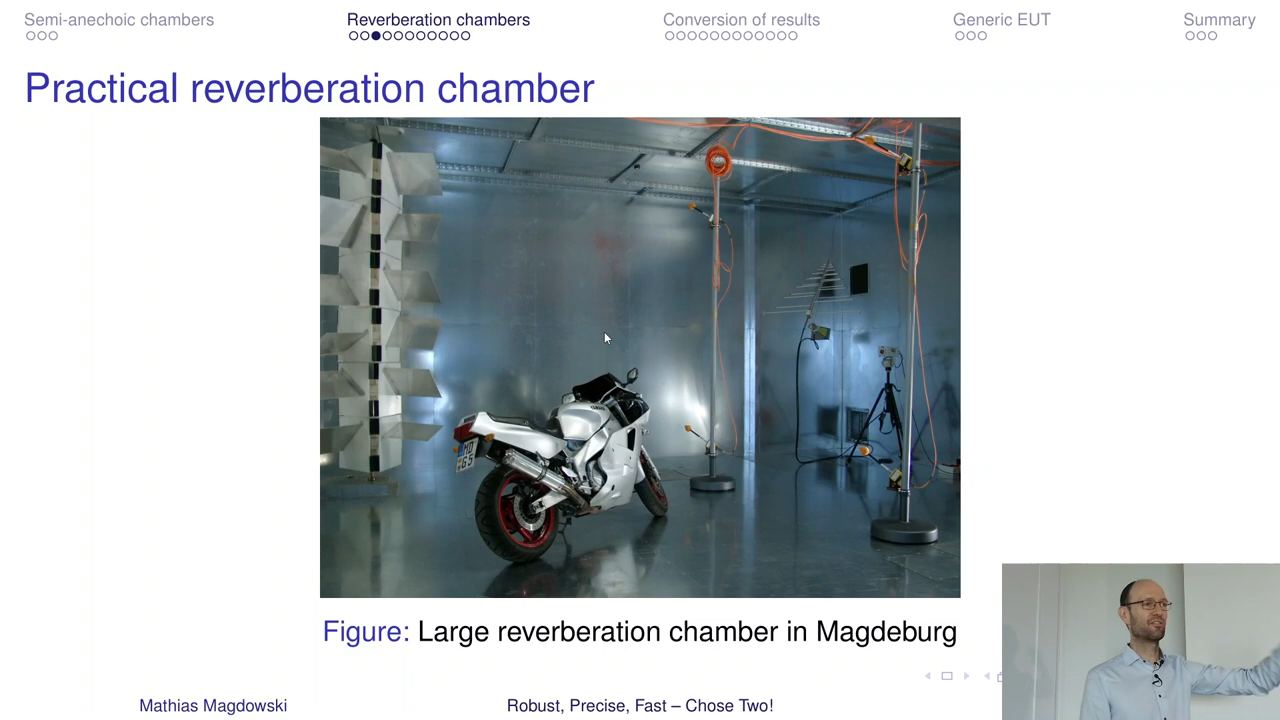 Semi-anechoic chambers
Reverberation chambers
Conversion of results
Generic EUT
Summary
Practical reverberation chamber
Figure: Large reverberation chamber in Magdeburg
Mathias Magdowski
Robust, Precise, Fast – Chose Two!